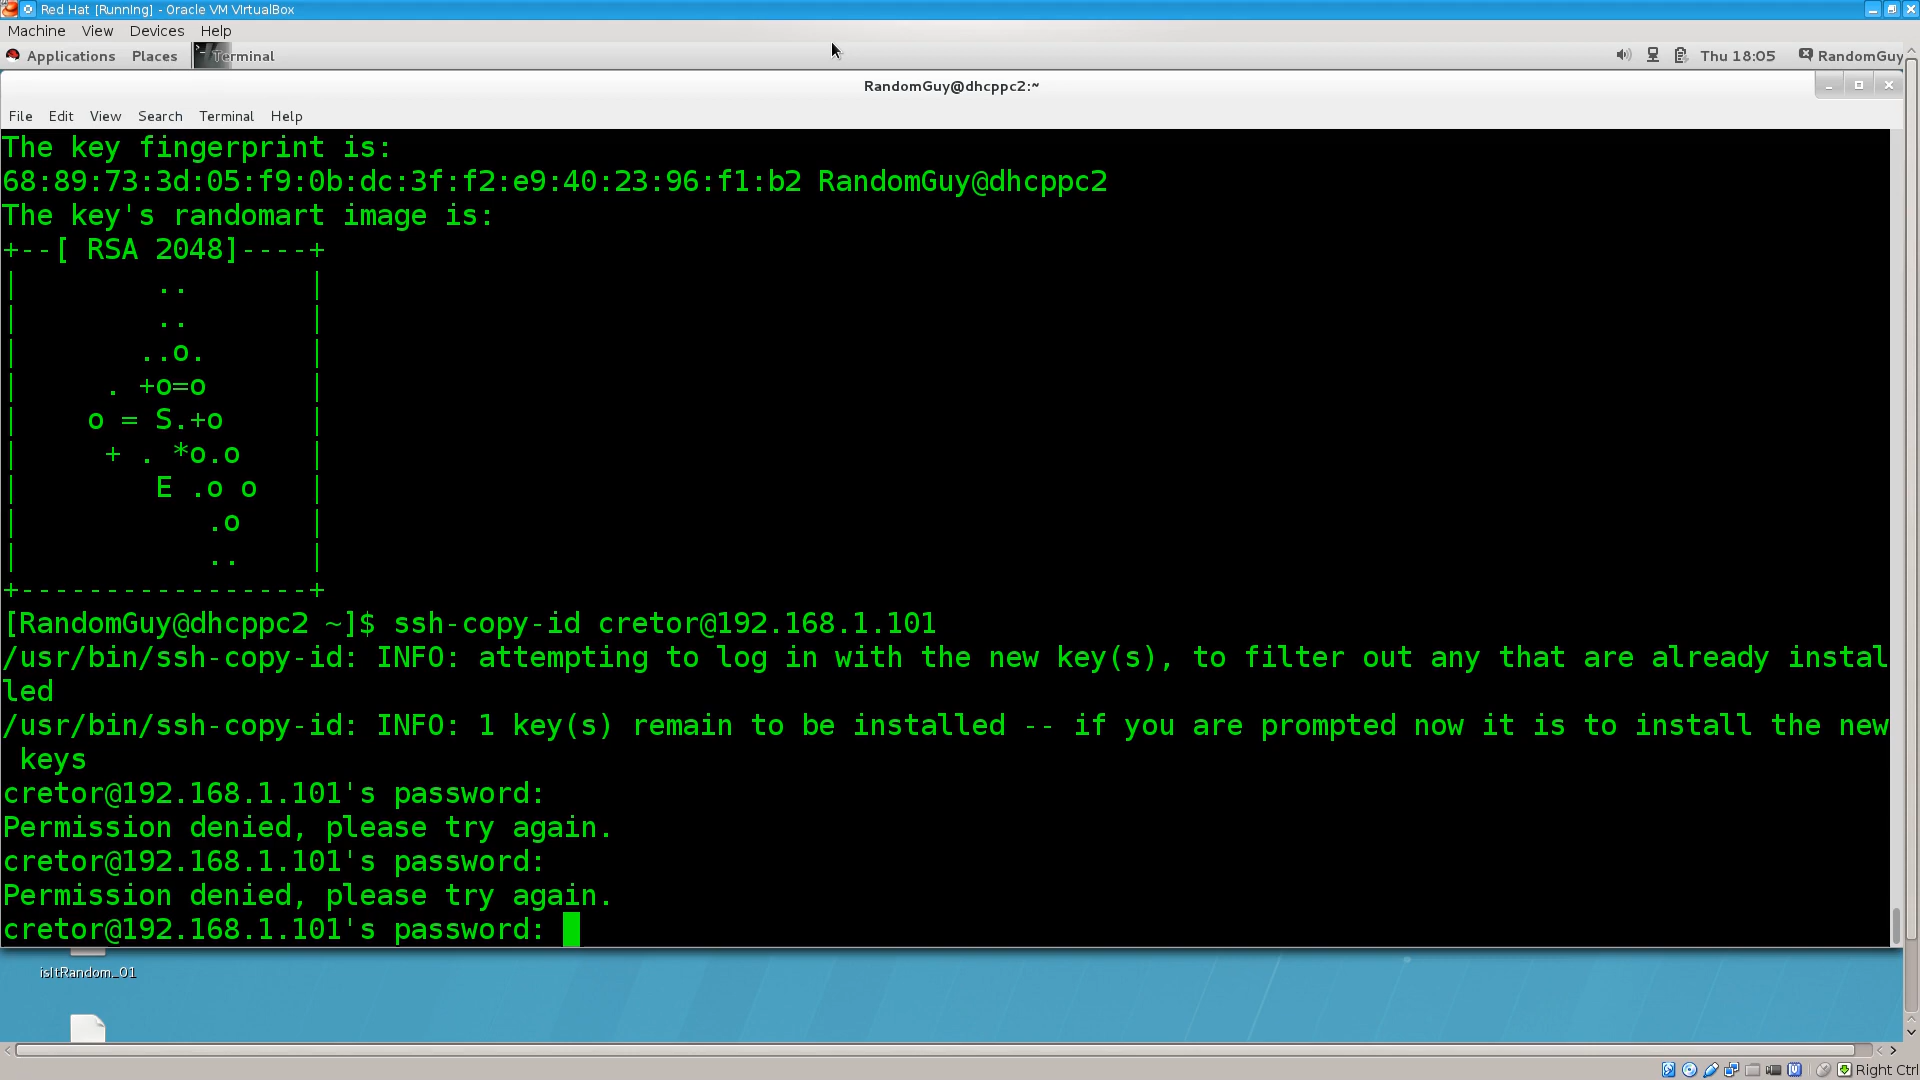 Red Hat [Running] - Oracle VM VirtualBox
Machine View Devices Help
Applications Places Terminal Thu 18:05 RandomGuy
RandomGuy@dhcppc2:~
File Edit View Search Terminal Help
The key fingerprint is:
68:89:73:3d:05:f9:0b:dc:3f:f2:e9:40:23:96:f1:b2 RandomGuy@dhcppc2
The key's randomart image is:
+--[ RSA 2048]----+
|         ..      |
|         ..      |
|        ..o.     |
|      . +o=o     |
|     o = S.+o    |
|      + . *o.o   |
|         E .o o  |
|            .o   |
|            ..   |
+-----------------+
[RandomGuy@dhcppc2 ~]$ ssh-copy-id cretor@192.168.1.101
/usr/bin/ssh-copy-id: INFO: attempting to log in with the new key(s), to filter out any that are already instal
led
/usr/bin/ssh-copy-id: INFO: 1 key(s) remain to be installed -- if you are prompted now it is to install the new
 keys
cretor@192.168.1.101's password:
Permission denied, please try again.
cretor@192.168.1.101's password:
Permission denied, please try again.
cretor@192.168.1.101's password:
isItRandom_01
Right Ctrl